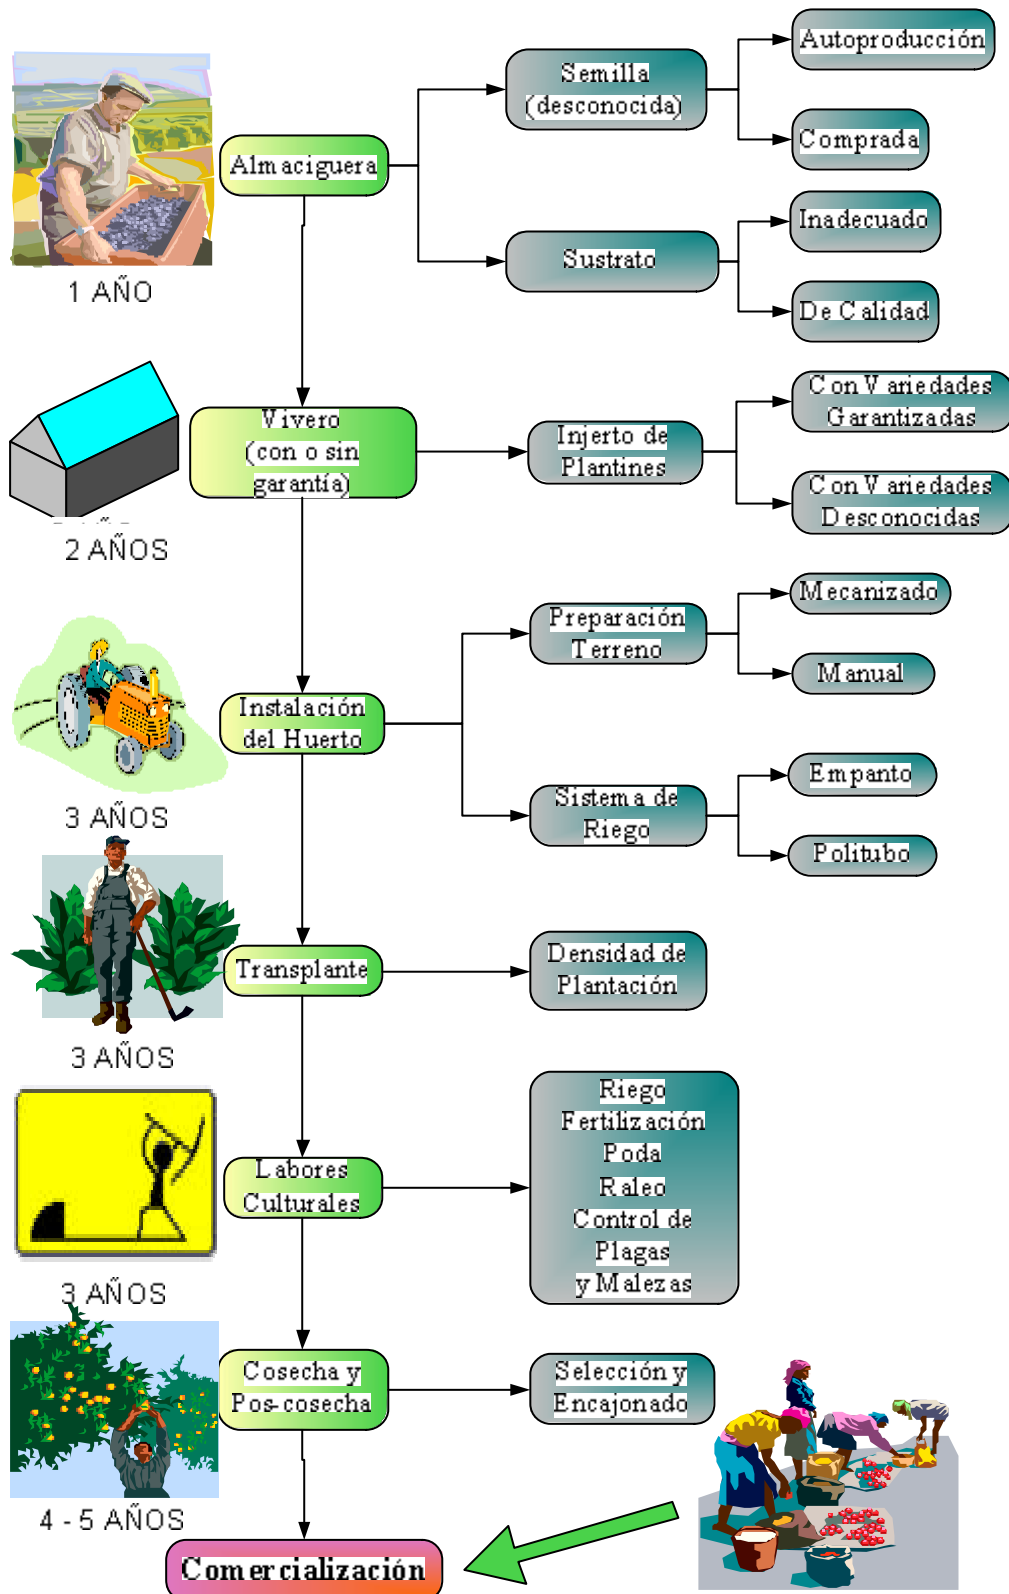 Autoproducción
Semilla
(desconocida)
Comprada
Almaciguera
Inadecuado
Sustrato
De Calidad
1 AÑO
Con Variedades
Garantizadas
Vivero
(con o sin
garantía)
Injerto de
Plantines
Con Variedades
Desconocidas
2 AÑOS
Mecanizado
Preparación
Terreno
Manual
Instalación
del Huerto
Empanto
Sistema de
Riego
Politubo
3 AÑOS
Transplante
Densidad de
Plantación
3 AÑOS
Labores
Culturales
Riego
Fertilización
Poda
Raleo
Control de
Plagas
y Malezas
3 AÑOS
Cosecha y
Pos-cosecha
Selección y
Encajonado
4 - 5 AÑOS
Comercialización